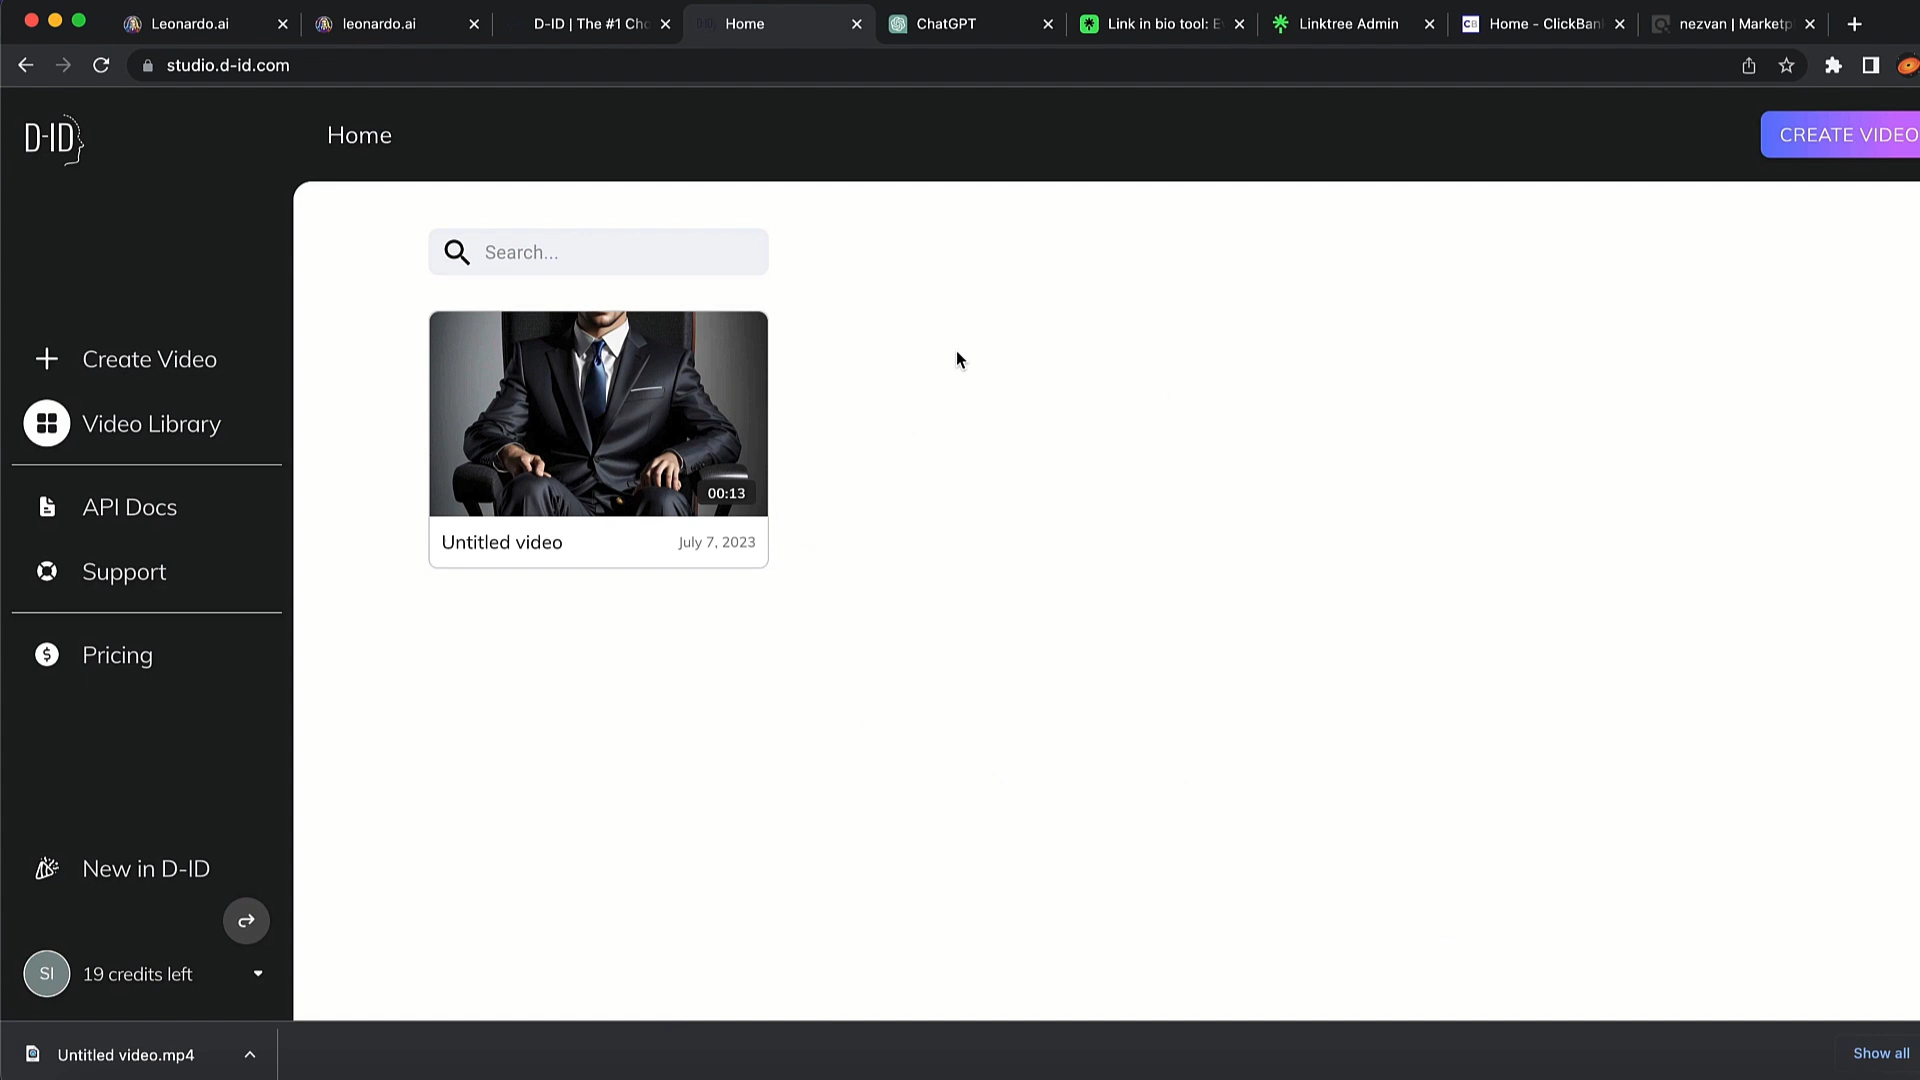 Leonardo.ai
leonardo.ai
D-ID | The #1 Cho
Home
ChatGPT
Link in bio tool: E
Linktree Admin
CB
Home - ClickBan
nezvan | Marketp
studio.d-id.com
D-ID
Home
CREATE VIDEO
Search...
Create Video
Video Library
API Docs
Support
Pricing
00:13
Untitled video
July 7, 2023
New in D-ID
SI
19 credits left
Untitled video.mp4
Show all